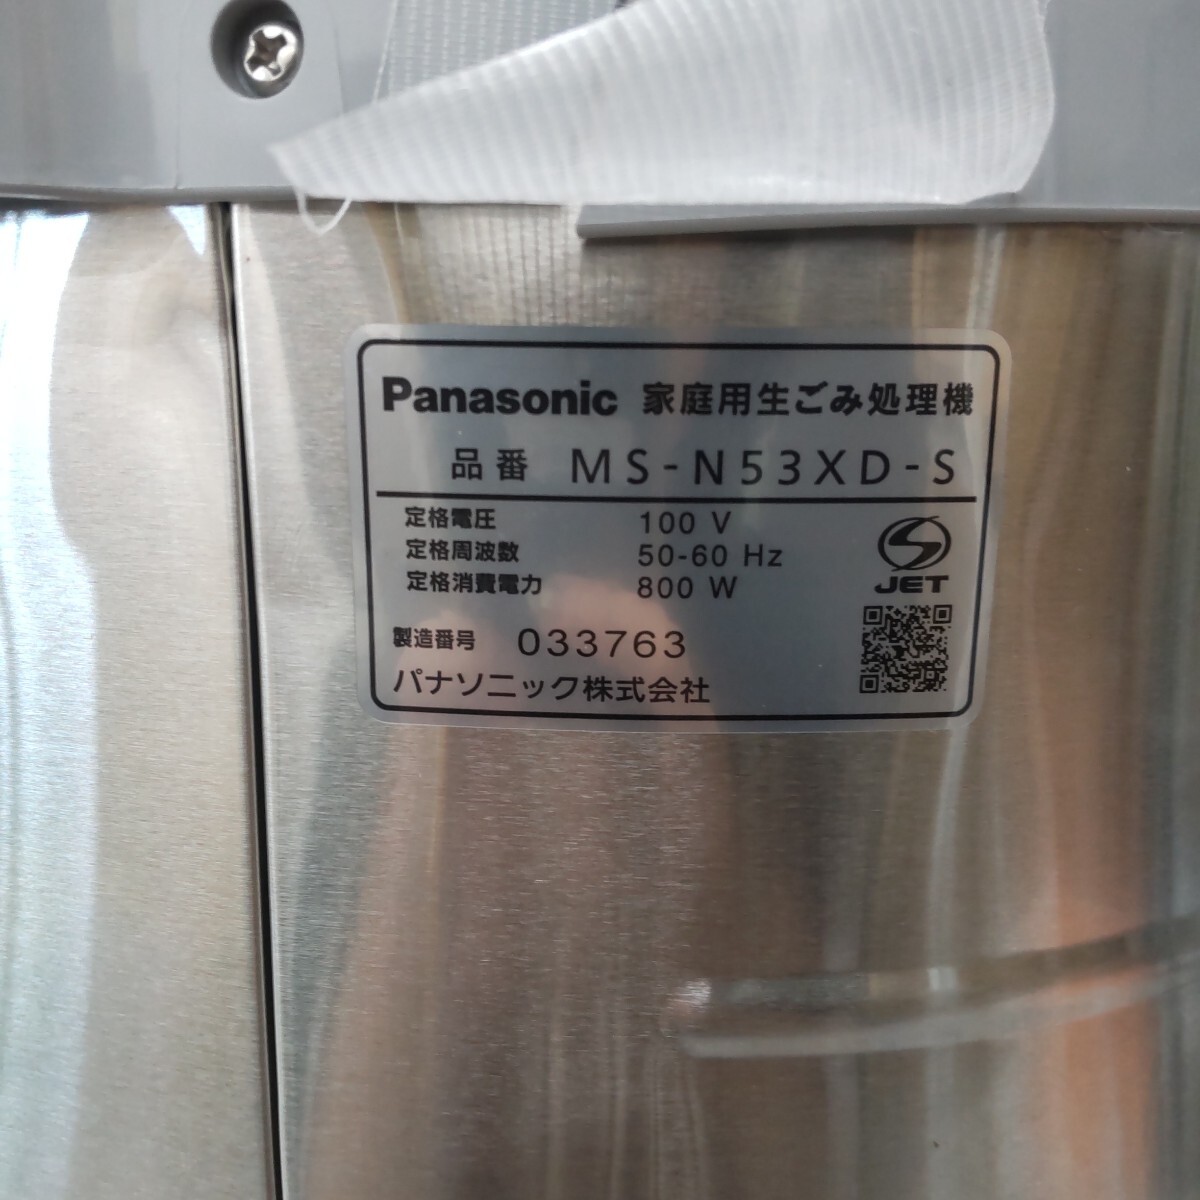 Panasonic 家庭用生ごみ処理機
品番 MS-N53XD-S
定格電圧 100 V
定格周波数 50-60 Hz
定格消費電力 800 W
S
JET
製造番号 033763
パナソニック株式会社